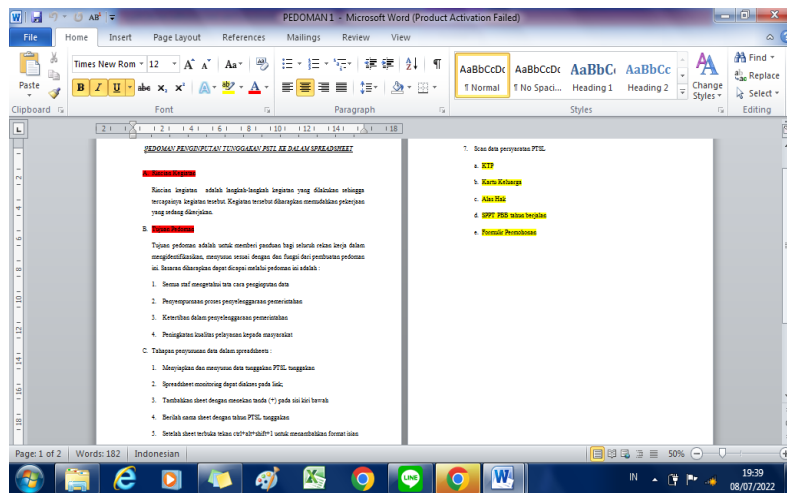 PEDOMAN 1 - Microsoft Word (Product Activation Failed)
File Home Insert Page Layout References Mailings Review View
Paste
Clipboard
Times New Rom 12
Font
Paragraph
AaBbCcDc AaBbCcDc AaBbC AaBbCc
¶ Normal ¶ No Spaci... Heading 1 Heading 2
Change Styles
Styles
Find
Replace
Select
Editing
PEDOMAN PENGINPUTAN TUNGGAKAN PSTL KE DALAM SPREADSHEET
A. Rincian Kegiatan
Rincian kegiatan adalah langkah-langkah kegiatan yang dilakukan sehingga
tercapainya kegiatan tesebut. Kegiatan tersebut diharapkan memudahkan pekerjaan
yang sedang dikerjakan.
B. Tujuan Pedoman
Tujuan pedoman adalah untuk memberi panduan bagi seluruh rekan kerja dalam
mengidentifikasikan, menyusun sesuai dengan dan fungsi dari pembuatan pedoman
ini. Sasaran diharapkan dapat dicapai melalui pedoman ini adalah :
1. Semua staf mengetahui tata cara penginputan data
2. Penyempurnaan proses penyelenggaraan pemerintahan
3. Ketertiban dalam penyelenggaraan pemerintahan
4. Peningkatan kualitas pelayanan kepada masyarakat
C. Tahapan penyusunan data dalam spreadsheets :
1. Menyiapkan dan menyusun data tunggakan PTSL tunggakan
2. Spreadsheet monitoring dapat diakses pada link;
3. Tambahkan sheet dengan menekan tanda (+) pada sisi kiri bawah
4. Berilah nama sheet dengan tahun PTSL tunggakan
5. Setelah sheet terbuka tekan ctrl+alt+shift+1 untuk menambahkan format isian
7. Scan data persyaratan PTSL
a. KTP
b. Kartu Keluarga
c. Alas Hak
d. SPPT PBB tahun berjalan
e. Formulir Permohonan
Page: 1 of 2 Words: 182 Indonesian 50%
IN 19:39
08/07/2022